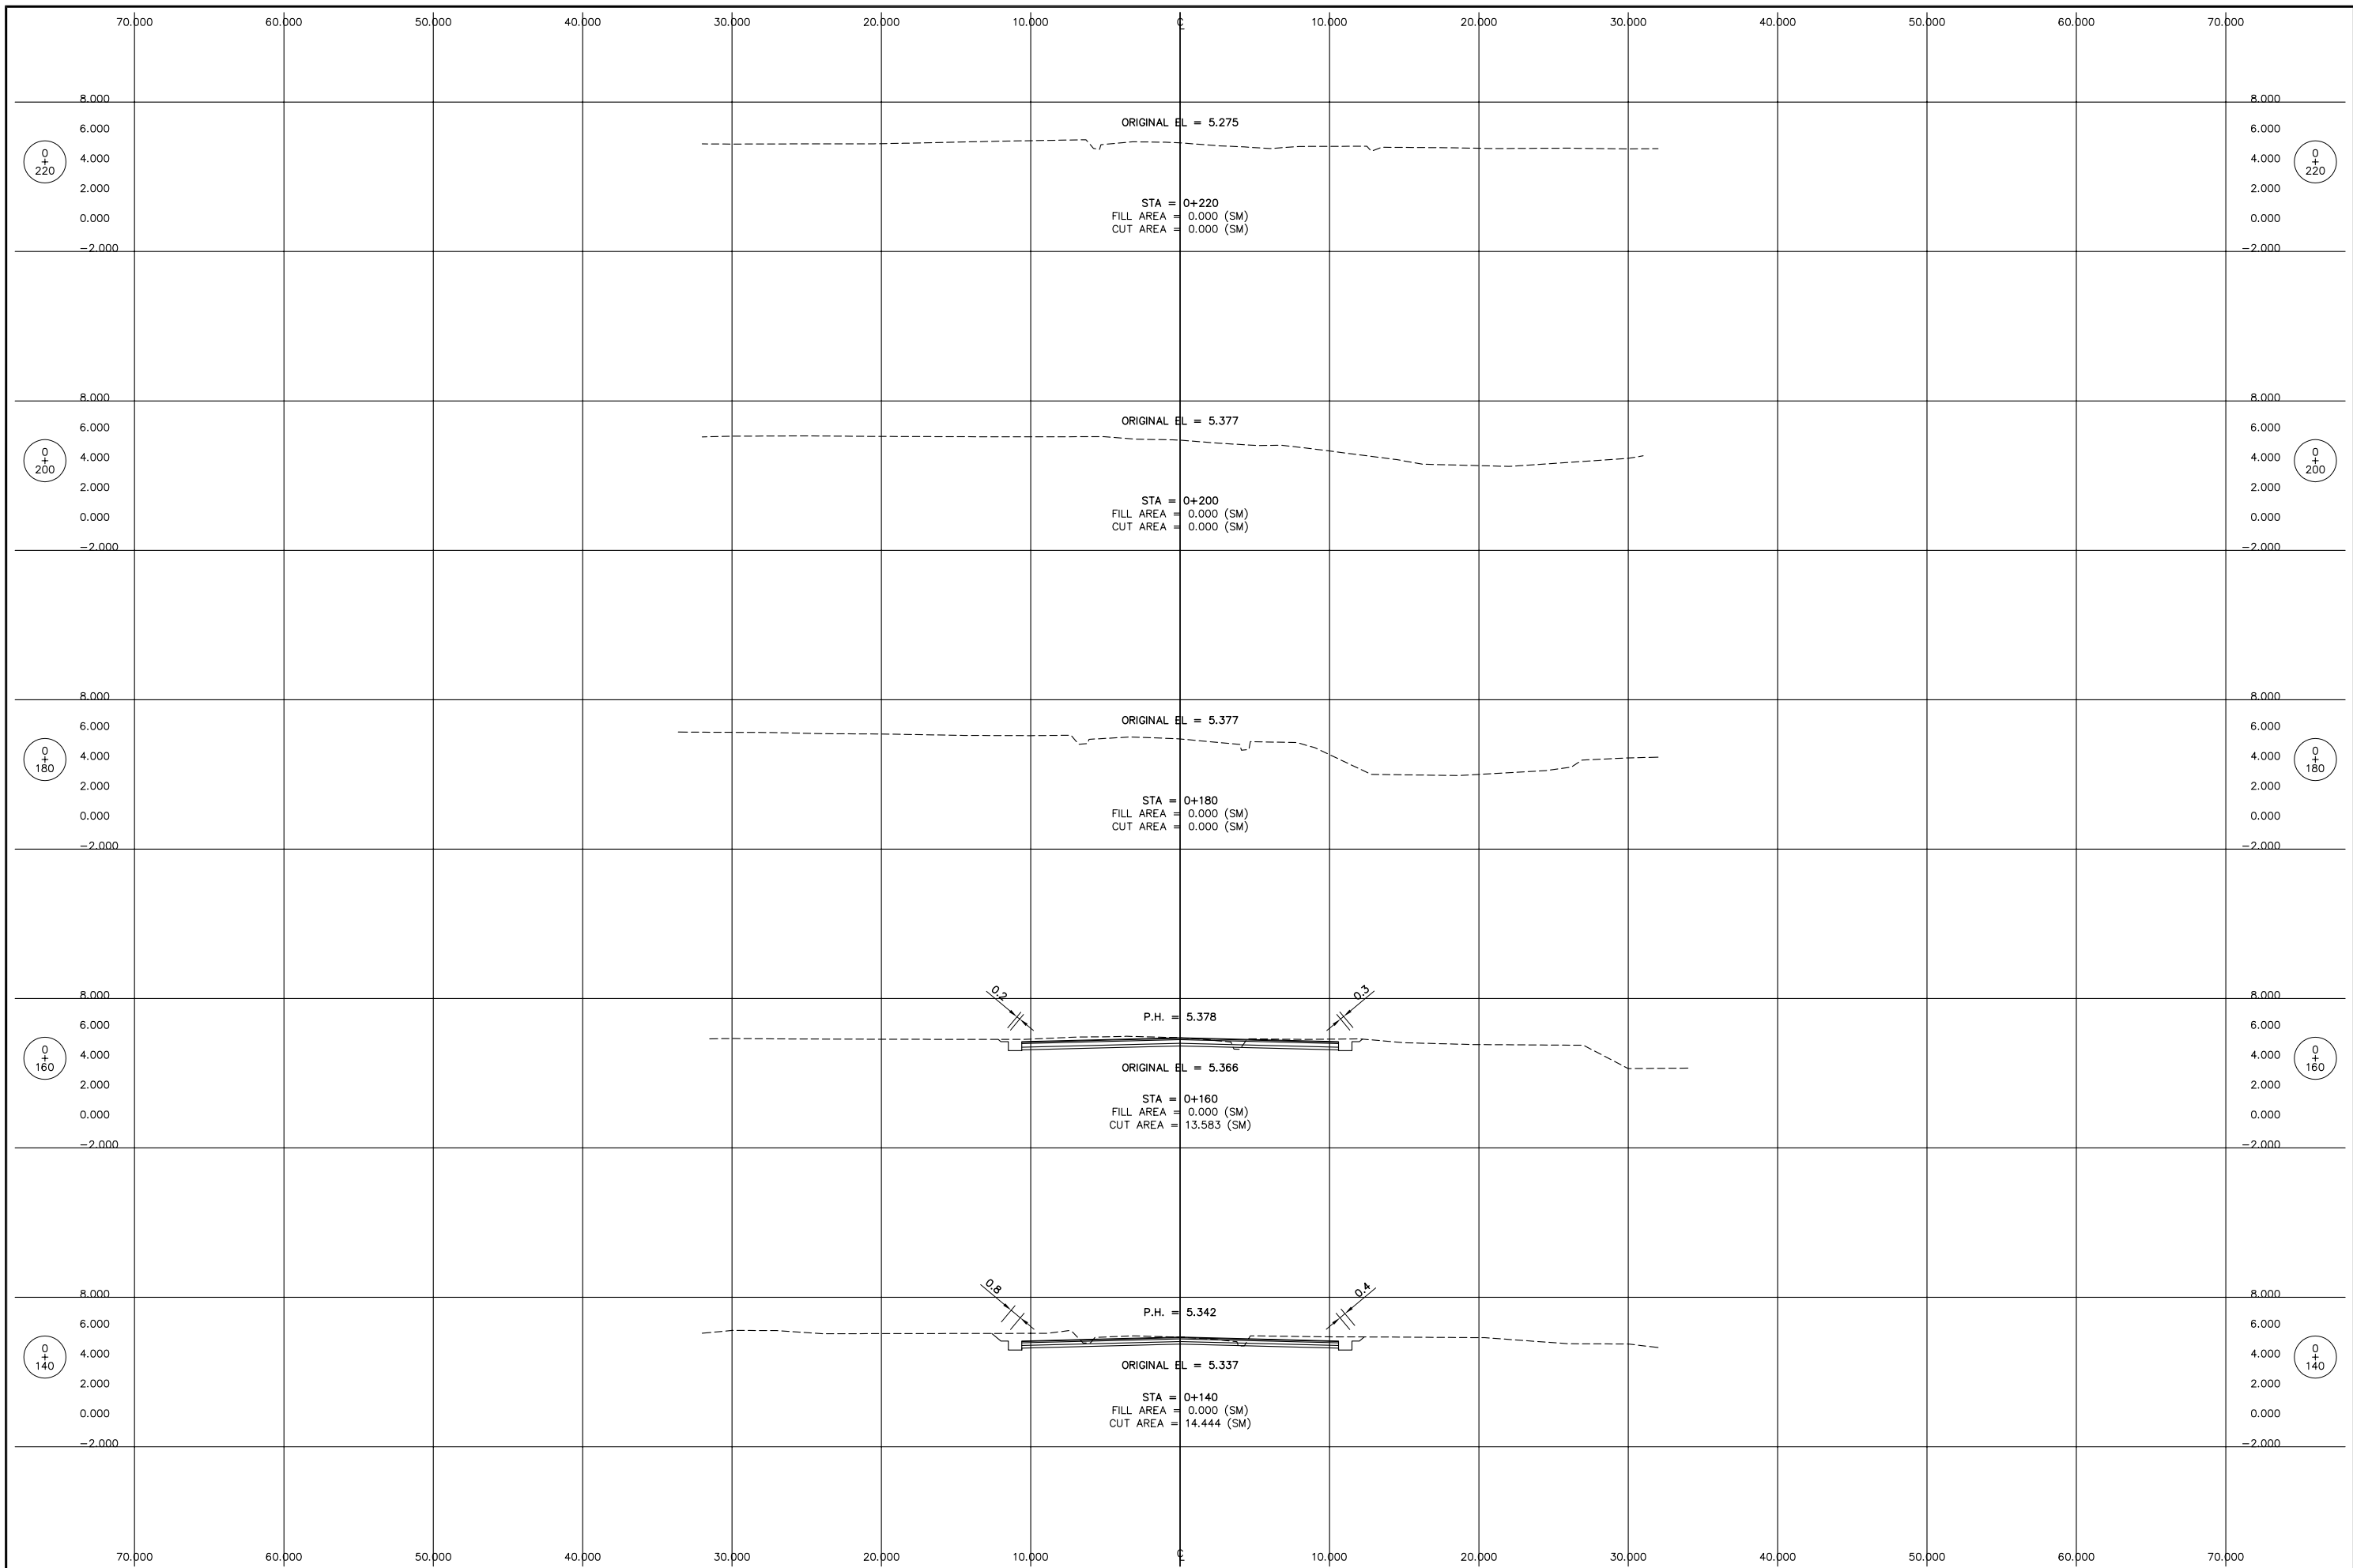 70.000 60.000 50.000 40.000 30.000 20.000 10.000 ℄ 10.000 20.000 30.000 40.000 50.000 60.000 70.000
8.000 8.000
ORIGINAL EL = 5.275
6.000 6.000
0
+
220
0
+
220
4.000 4.000
2.000 2.000
STA = 0+220
FILL AREA = 0.000 (SM)
0.000 0.000
CUT AREA = 0.000 (SM)
-2.000 -2.000
8.000 8.000
ORIGINAL EL = 5.377
6.000 6.000
0
+
200
0
+
200
4.000 4.000
2.000 2.000
STA = 0+200
FILL AREA = 0.000 (SM)
0.000 0.000
CUT AREA = 0.000 (SM)
-2.000 -2.000
8.000 8.000
ORIGINAL EL = 5.377
6.000 6.000
0
+
180
0
+
180
4.000 4.000
2.000 2.000
STA = 0+180
FILL AREA = 0.000 (SM)
0.000 0.000
CUT AREA = 0.000 (SM)
-2.000 -2.000
8.000 8.000
0.2 0.3
P.H. = 5.378
6.000 6.000
0
+
160
0
+
160
4.000 4.000
ORIGINAL EL = 5.366
2.000 2.000
STA = 0+160
FILL AREA = 0.000 (SM)
0.000 0.000
CUT AREA = 13.583 (SM)
-2.000 -2.000
8.000 8.000
0.8 0.4
P.H. = 5.342
6.000 6.000
0
+
140
0
+
140
4.000 4.000
ORIGINAL EL = 5.337
2.000 2.000
STA = 0+140
FILL AREA = 0.000 (SM)
0.000 0.000
CUT AREA = 14.444 (SM)
-2.000 -2.000
70.000 60.000 50.000 40.000 30.000 20.000 10.000 ℄ 10.000 20.000 30.000 40.000 50.000 60.000 70.000